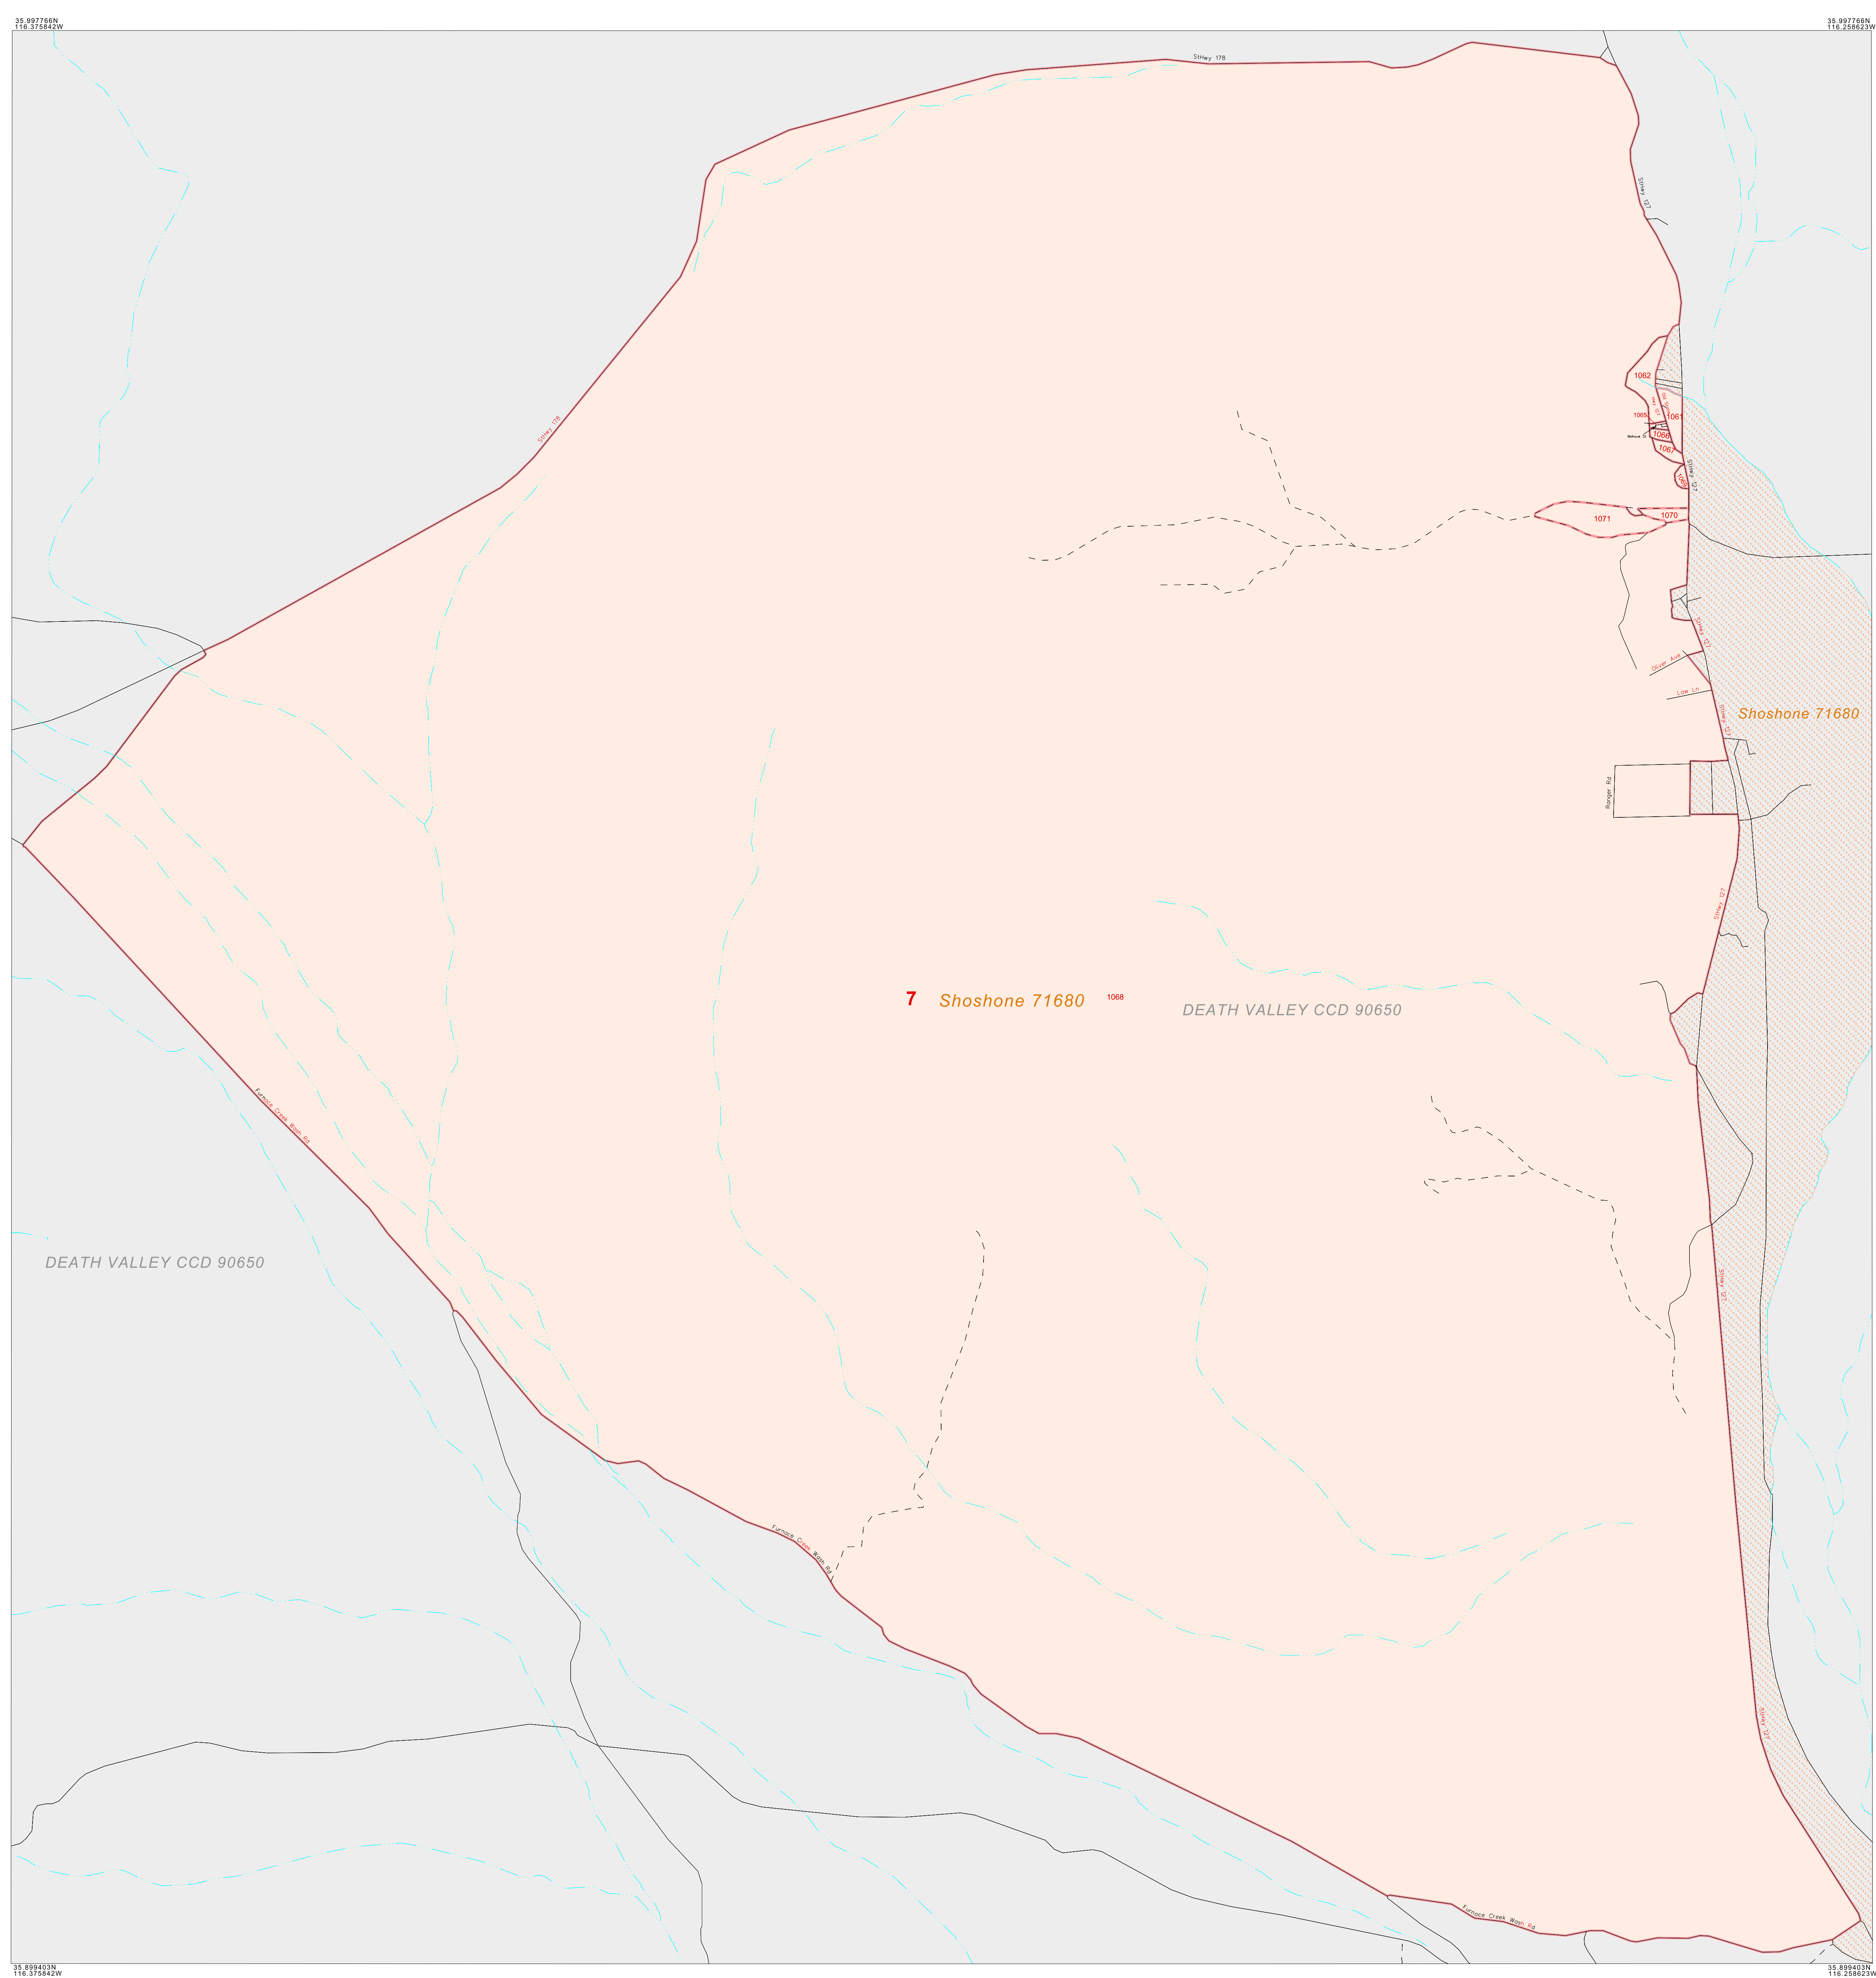 35.997766N
116.375842W
35.997766N
116.258623W
StHwy 178
StHwy 127
1062
StHwy 178
1061
1065
1066
1067
StHwy 127
1069
1071
1070
StHwy 127
Oliver Ave
Low Ln
StHwy 127
Shoshone 71680
Ranger Rd
StHwy 127
7
Shoshone 71680
1068
DEATH VALLEY CCD 90650
Furnace Creek Wash Rd
DEATH VALLEY CCD 90650
StHwy 127
Furnace Creek Wash Rd
StHwy 127
Furnace Creek Wash Rd
35.899403N
116.375842W
35.899403N
116.258623W